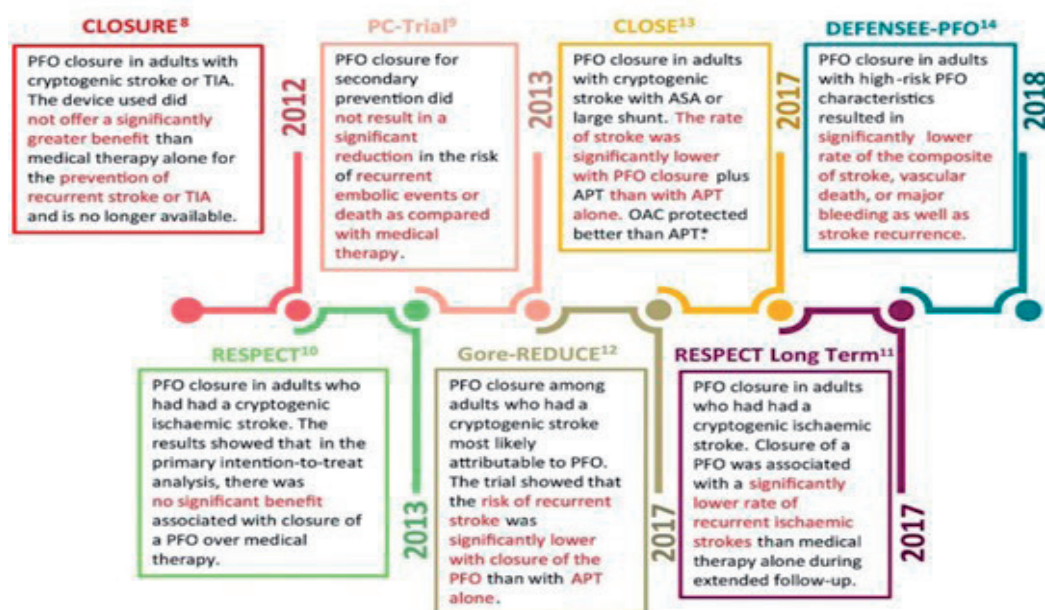 CLOSURE⁸
PFO closure in adults with
cryptogenic stroke or TIA.
The device used did
not offer a significantly
greater benefit than
medical therapy alone for
the prevention of
recurrent stroke or TIA
and is no longer available.
2012
PC-Trial⁹
PFO closure for
secondary
prevention did
not result in a
significant
reduction in the risk
of recurrent
embolic events or
death as compared
with medical
therapy.
2013
CLOSE¹³
PFO closure in adults
with cryptogenic
stroke with ASA or
large shunt. The rate
of stroke was
significantly lower
with PFO closure plus
APT than with APT
alone. OAC protected
better than APT.*
2017
DEFENSEE-PFO¹⁴
PFO closure in adults
with high-risk PFO
characteristics
resulted in
significantly lower
rate of the composite
of stroke, vascular
death, or major
bleeding as well as
stroke recurrence.
2018
RESPECT¹⁰
PFO closure in adults who
had had a cryptogenic
ischaemic stroke. The
results showed that in the
primary intention-to-treat
analysis, there was
no significant benefit
associated with closure of
a PFO over medical
therapy.
2013
Gore-REDUCE¹²
PFO closure among
adults who had a
cryptogenic stroke
most likely
attributable to PFO.
The trial showed that
the risk of recurrent
stroke was
significantly lower
with closure of the
PFO than with APT
alone.
2017
RESPECT Long Term¹¹
PFO closure in adults
who had had a
cryptogenic ischaemic
stroke. Closure of a
PFO was associated
with a significantly
lower rate of
recurrent ischaemic
strokes than medical
therapy alone during
extended follow-up.
2017